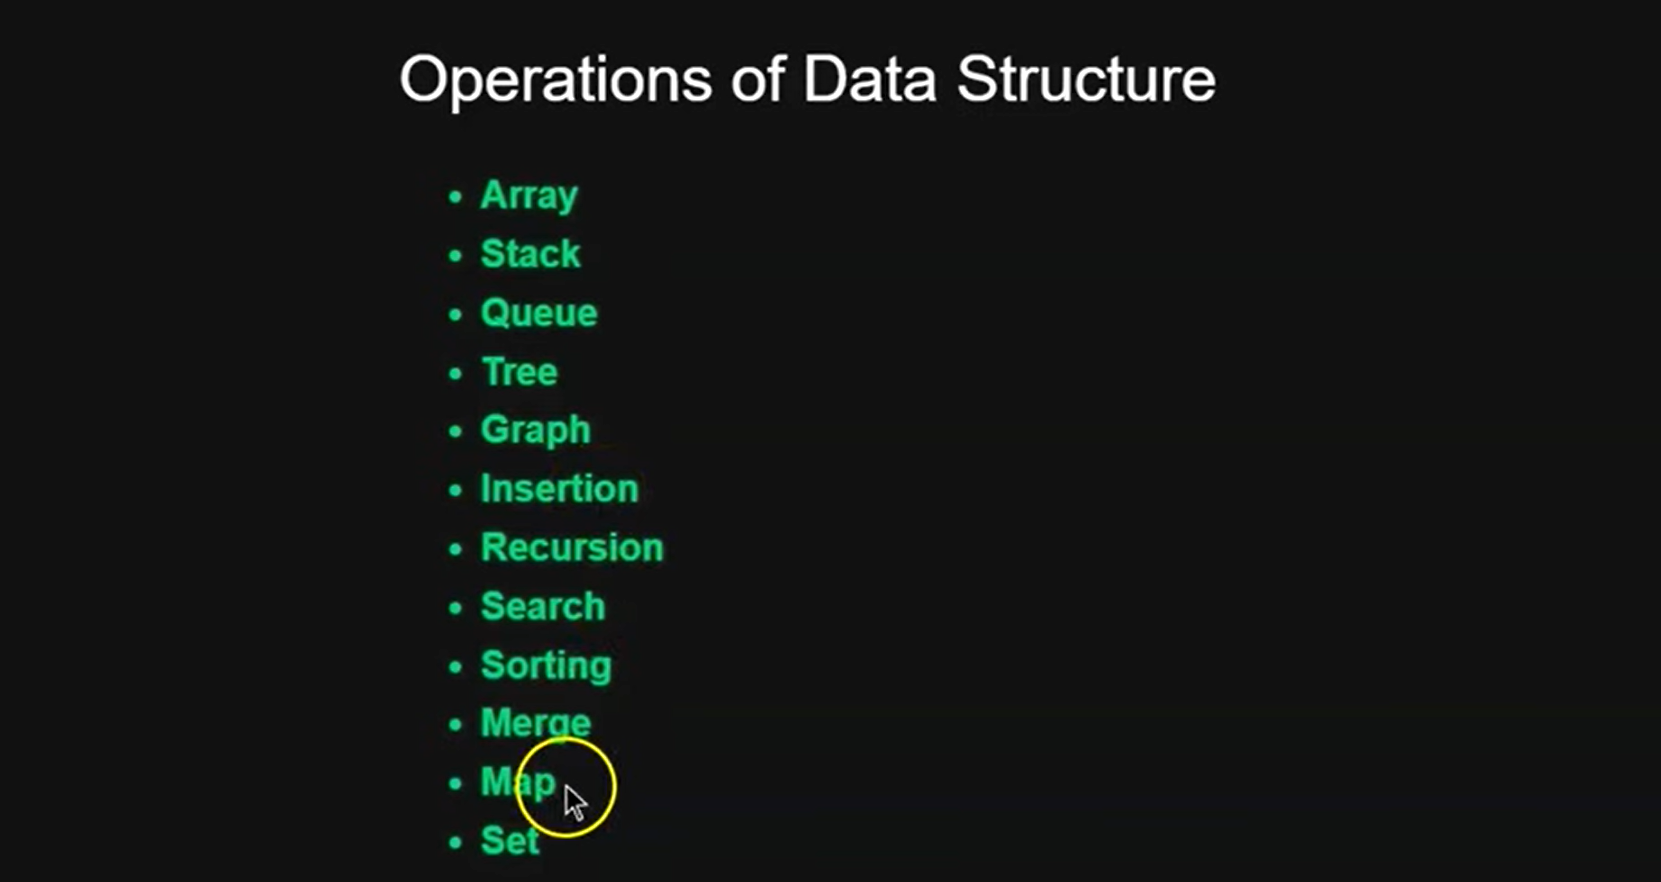 Operations of Data Structure
• Array
• Stack
• Queue
• Tree
• Graph
• Insertion
• Recursion
• Search
• Sorting
• Merge
• Map
• Set